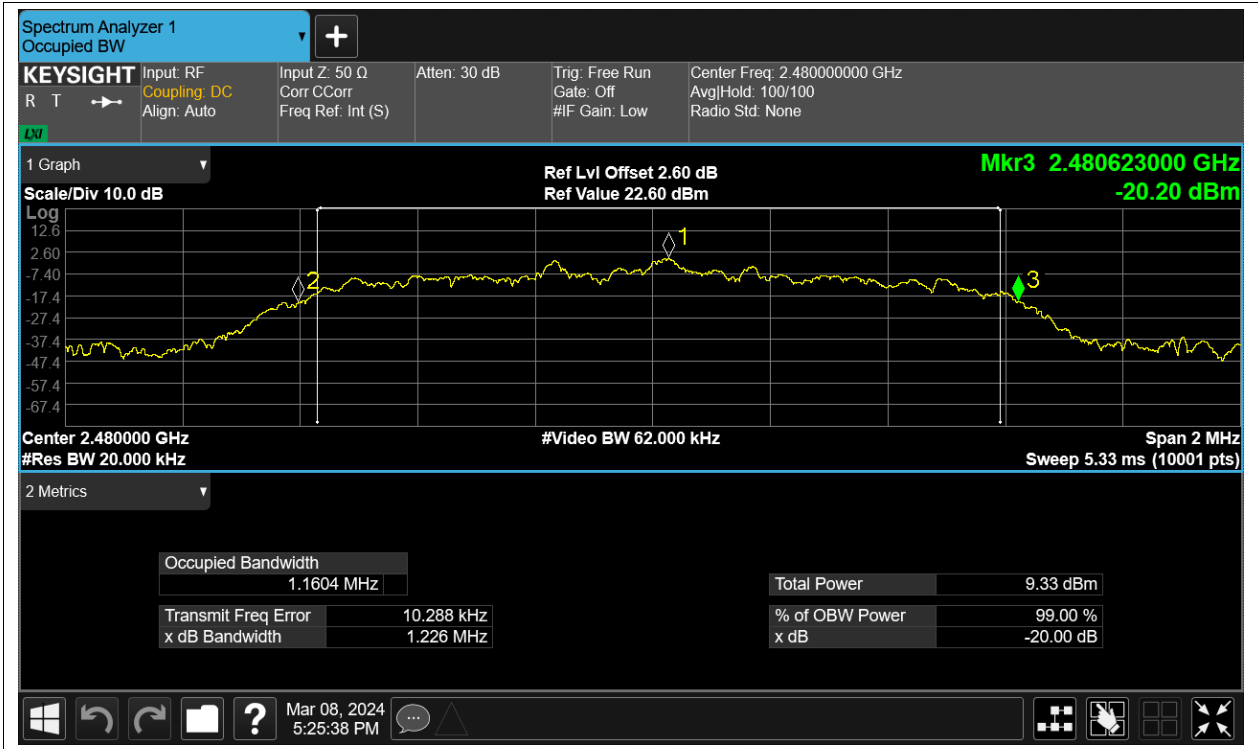 Spectrum Analyzer 1
Occupied BW
KEYSIGHT
R T
LXI
Input: RF
Coupling: DC
Align: Auto
Input Z: 50 Ω
Corr CCorr
Freq Ref: Int (S)
Atten: 30 dB
Trig: Free Run
Gate: Off
#IF Gain: Low
Center Freq: 2.480000000 GHz
Avg|Hold: 100/100
Radio Std: None
1 Graph
Scale/Div 10.0 dB
Ref Lvl Offset 2.60 dB
Ref Value 22.60 dBm
Mkr3 2.480623000 GHz
-20.20 dBm
Log
12.6
2.60
-7.40
-17.4
-27.4
-37.4
-47.4
-57.4
-67.4
1
2
3
Center 2.480000 GHz
#Video BW 62.000 kHz
Span 2 MHz
#Res BW 20.000 kHz
Sweep 5.33 ms (10001 pts)
2 Metrics
Occupied Bandwidth
1.1604 MHz
Transmit Freq Error 10.288 kHz
x dB Bandwidth 1.226 MHz
Total Power 9.33 dBm
% of OBW Power 99.00 %
x dB -20.00 dB
?
Mar 08, 2024
5:25:38 PM